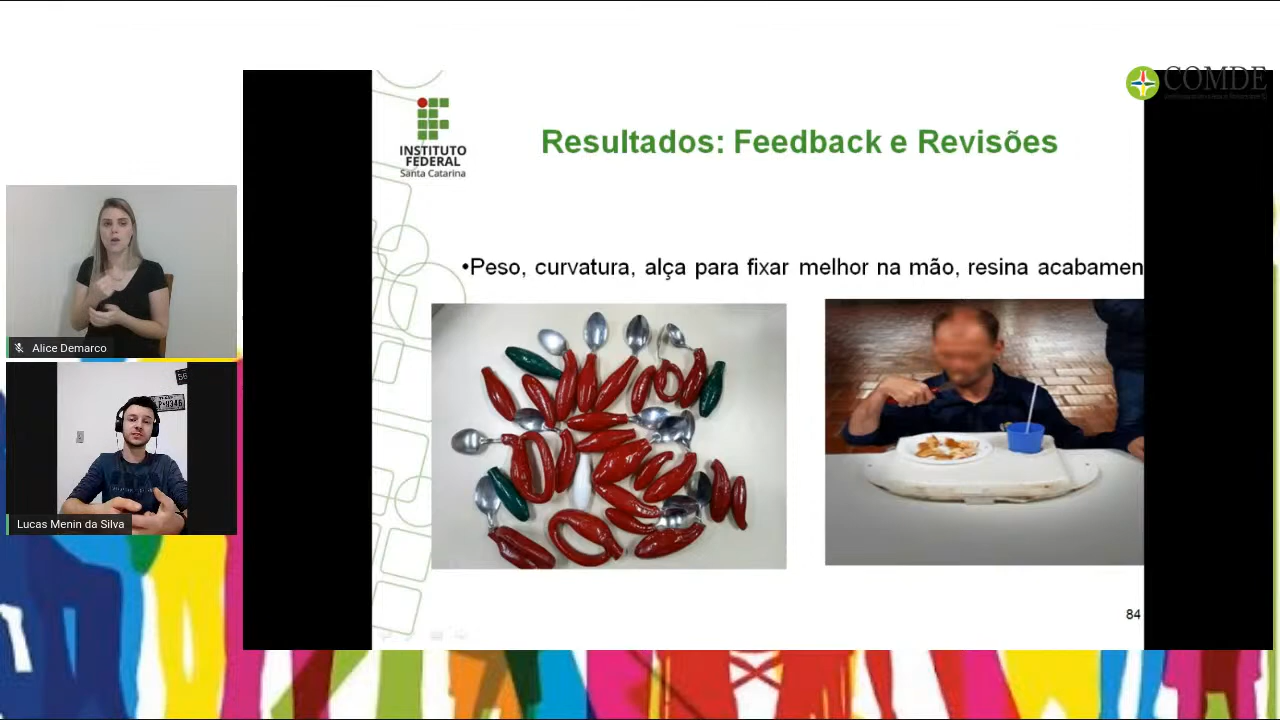 COMDE
INSTITUTO
FEDERAL
Santa Catarina
Resultados: Feedback e Revisões
•Peso, curvatura, alça para fixar melhor na mão, resina acabamen
Alice Demarco
56
Lucas Menin da Silva
84